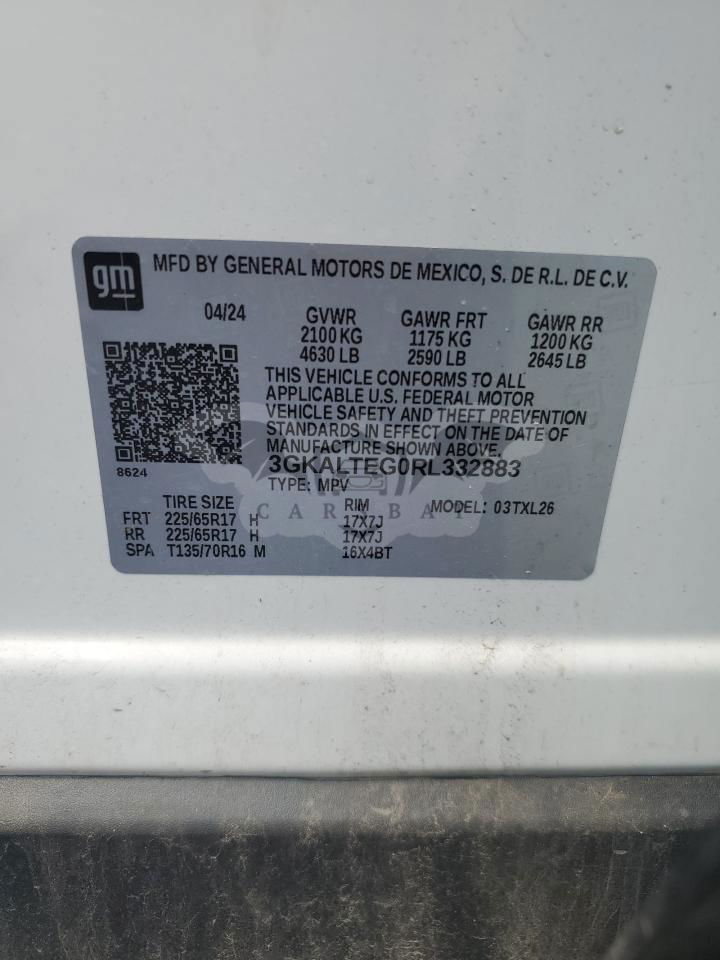 gm MFD BY GENERAL MOTORS DE MEXICO, S. DE R.L. DE C.V.
04/24 GVWR GAWR FRT GAWR RR
2100 KG 1175 KG 1200 KG
4630 LB 2590 LB 2645 LB
THIS VEHICLE CONFORMS TO ALL
APPLICABLE U.S. FEDERAL MOTOR
VEHICLE SAFETY AND THEFT PREVENTION
STANDARDS IN EFFECT ON THE DATE OF
MANUFACTURE SHOWN ABOVE.
8624 3GKALTEG0RL332883
TYPE: MPV
TIRE SIZE RIM MODEL: 03TXL26
CAR BAY
FRT 225/65R17 H 17X7J
RR 225/65R17 H 17X7J
SPA T135/70R16 M 16X4BT